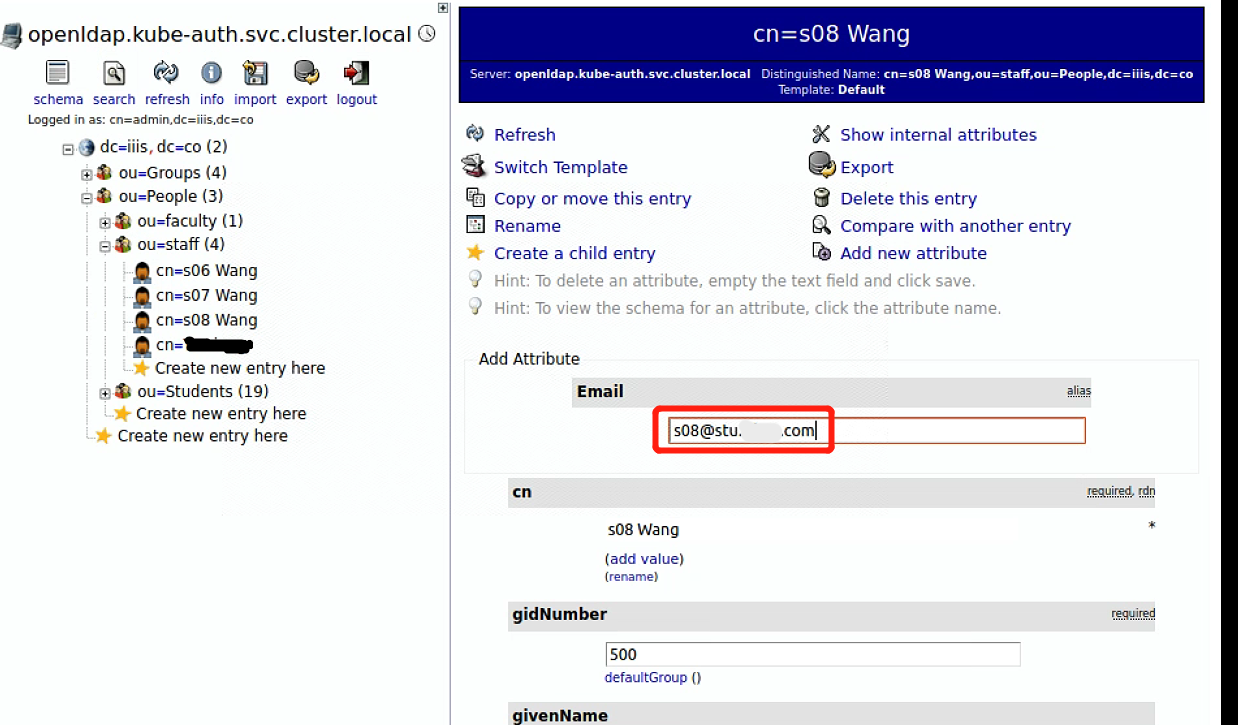 openldap.kube-auth.svc.cluster.local
schema search refresh info import export logout
Logged in as: cn=admin,dc=iiis,dc=co
dc=iiis, dc=co (2)
ou=Groups (4)
ou=People (3)
ou=faculty (1)
ou=staff (4)
cn=s06 Wang
cn=s07 Wang
cn=s08 Wang
cn=
Create new entry here
ou=Students (19)
Create new entry here
Create new entry here
cn=s08 Wang
Server: openldap.kube-auth.svc.cluster.local Distinguished Name: cn=s08 Wang,ou=staff,ou=People,dc=iiis,dc=co
Template: Default
Refresh Show internal attributes
Switch Template Export
Copy or move this entry Delete this entry
Rename Compare with another entry
Create a child entry Add new attribute
Hint: To delete an attribute, empty the text field and click save.
Hint: To view the schema for an attribute, click the attribute name.
Add Attribute
Email alias
s08@stu. .com
cn required, rdn
s08 Wang *
(add value)
(rename)
gidNumber required
500
defaultGroup ()
givenName